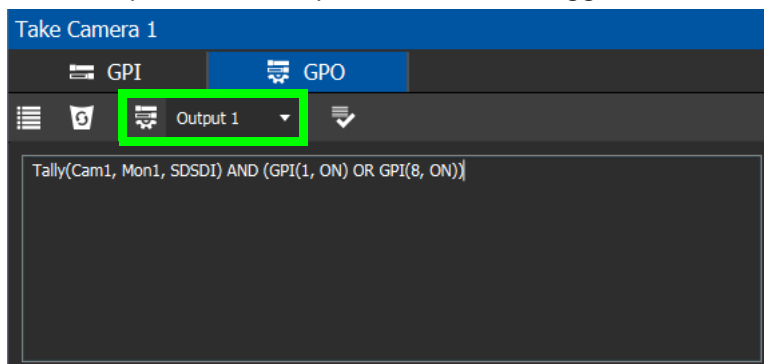 Take Camera 1
GPI GPO
Output 1
Tally(Cam1, Mon1, SDSDI) AND (GPI(1, ON) OR GPI(8, ON))